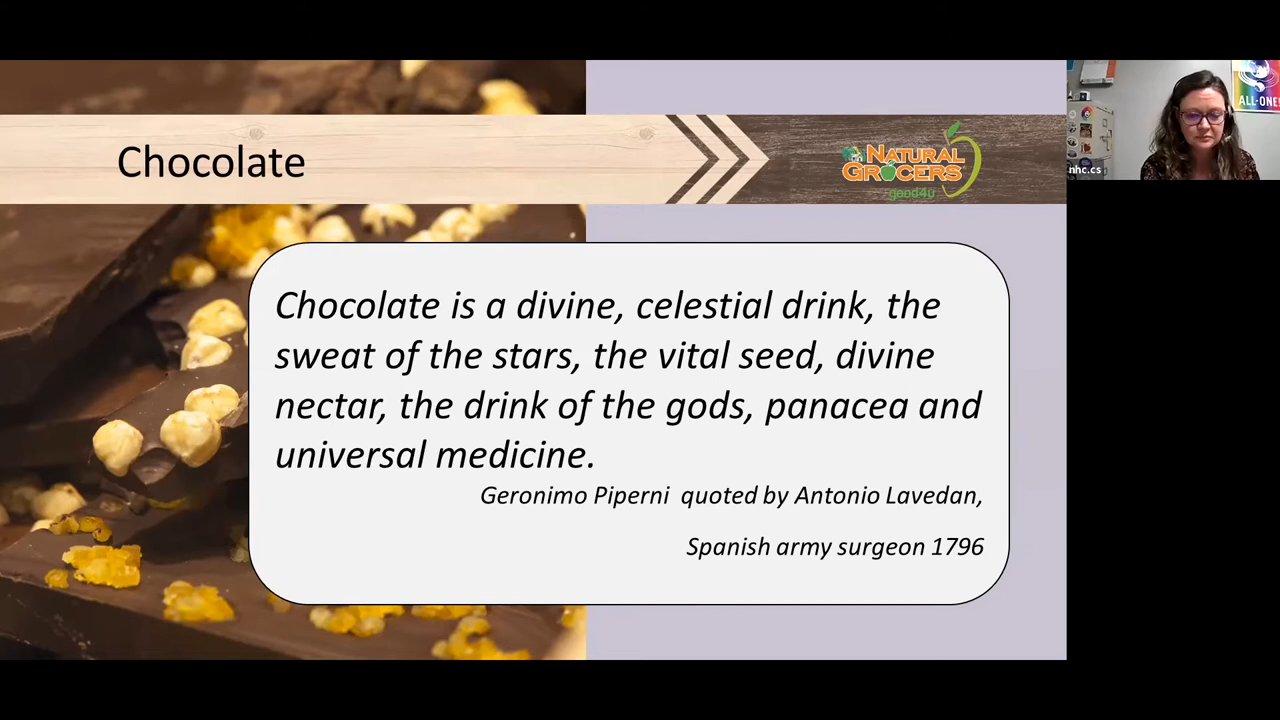 Chocolate
NATURAL
GROCERS
good4u
ALL-ONE!
nhc.cs
Chocolate is a divine, celestial drink, the
sweat of the stars, the vital seed, divine
nectar, the drink of the gods, panacea and
universal medicine.
Geronimo Piperni quoted by Antonio Lavedan,
Spanish army surgeon 1796